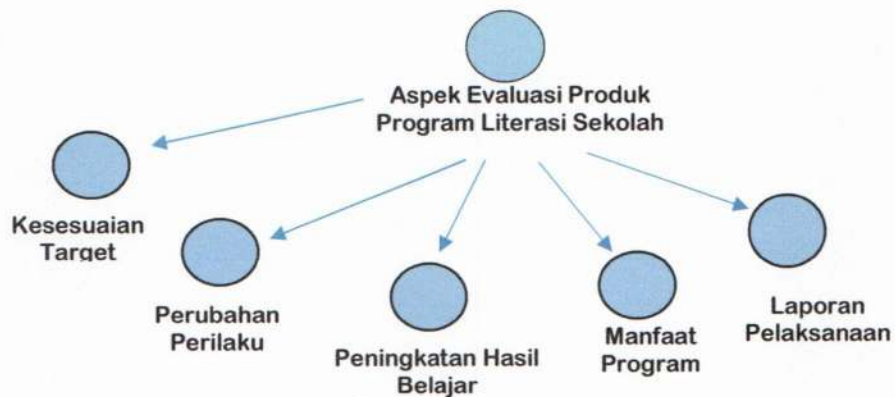 Aspek Evaluasi Produk
Program Literasi Sekolah
Kesesuaian
Target
Perubahan
Perilaku
Peningkatan Hasil
Belajar
Manfaat
Program
Laporan
Pelaksanaan